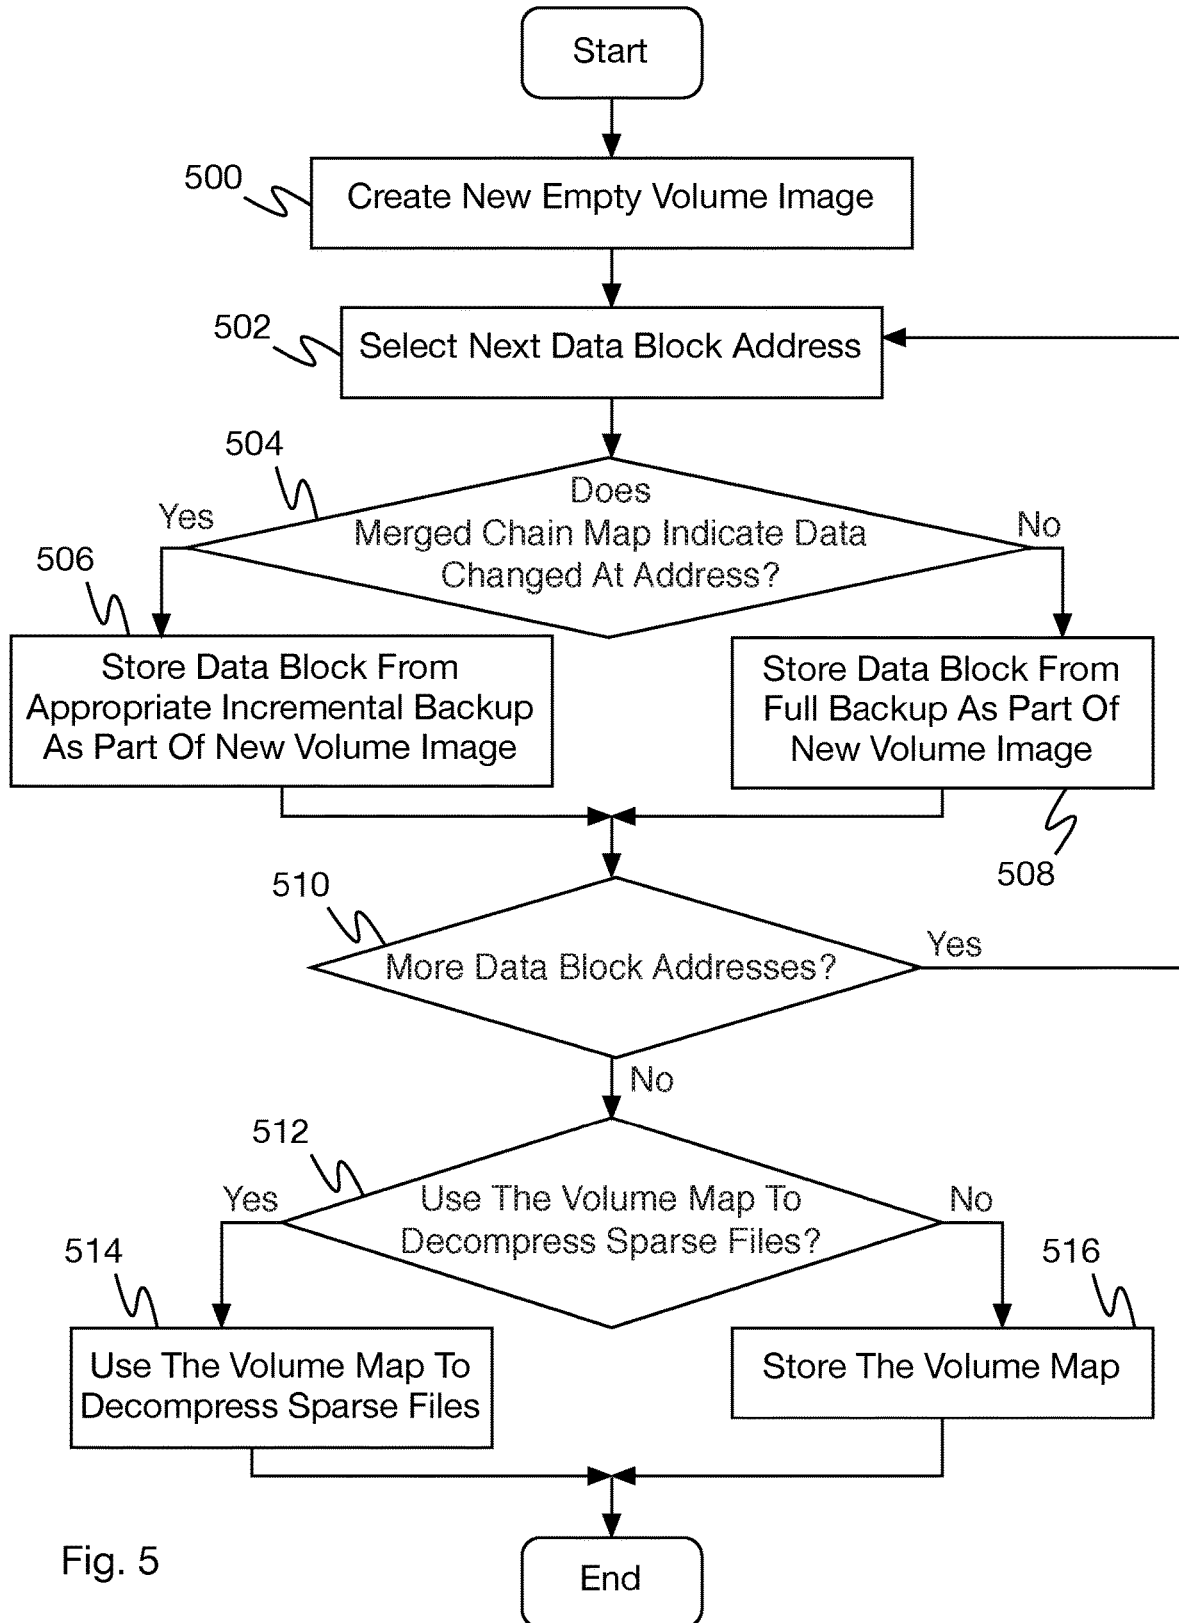 Start
500
Create New Empty Volume Image
502
Select Next Data Block Address
504
Does
Merged Chain Map Indicate Data
Changed At Address?
Yes
No
506
Store Data Block From
Appropriate Incremental Backup
As Part Of New Volume Image
Store Data Block From
Full Backup As Part Of
New Volume Image
508
510
More Data Block Addresses?
Yes
No
512
Use The Volume Map To
Decompress Sparse Files?
Yes
No
514
Use The Volume Map To
Decompress Sparse Files
516
Store The Volume Map
Fig. 5
End